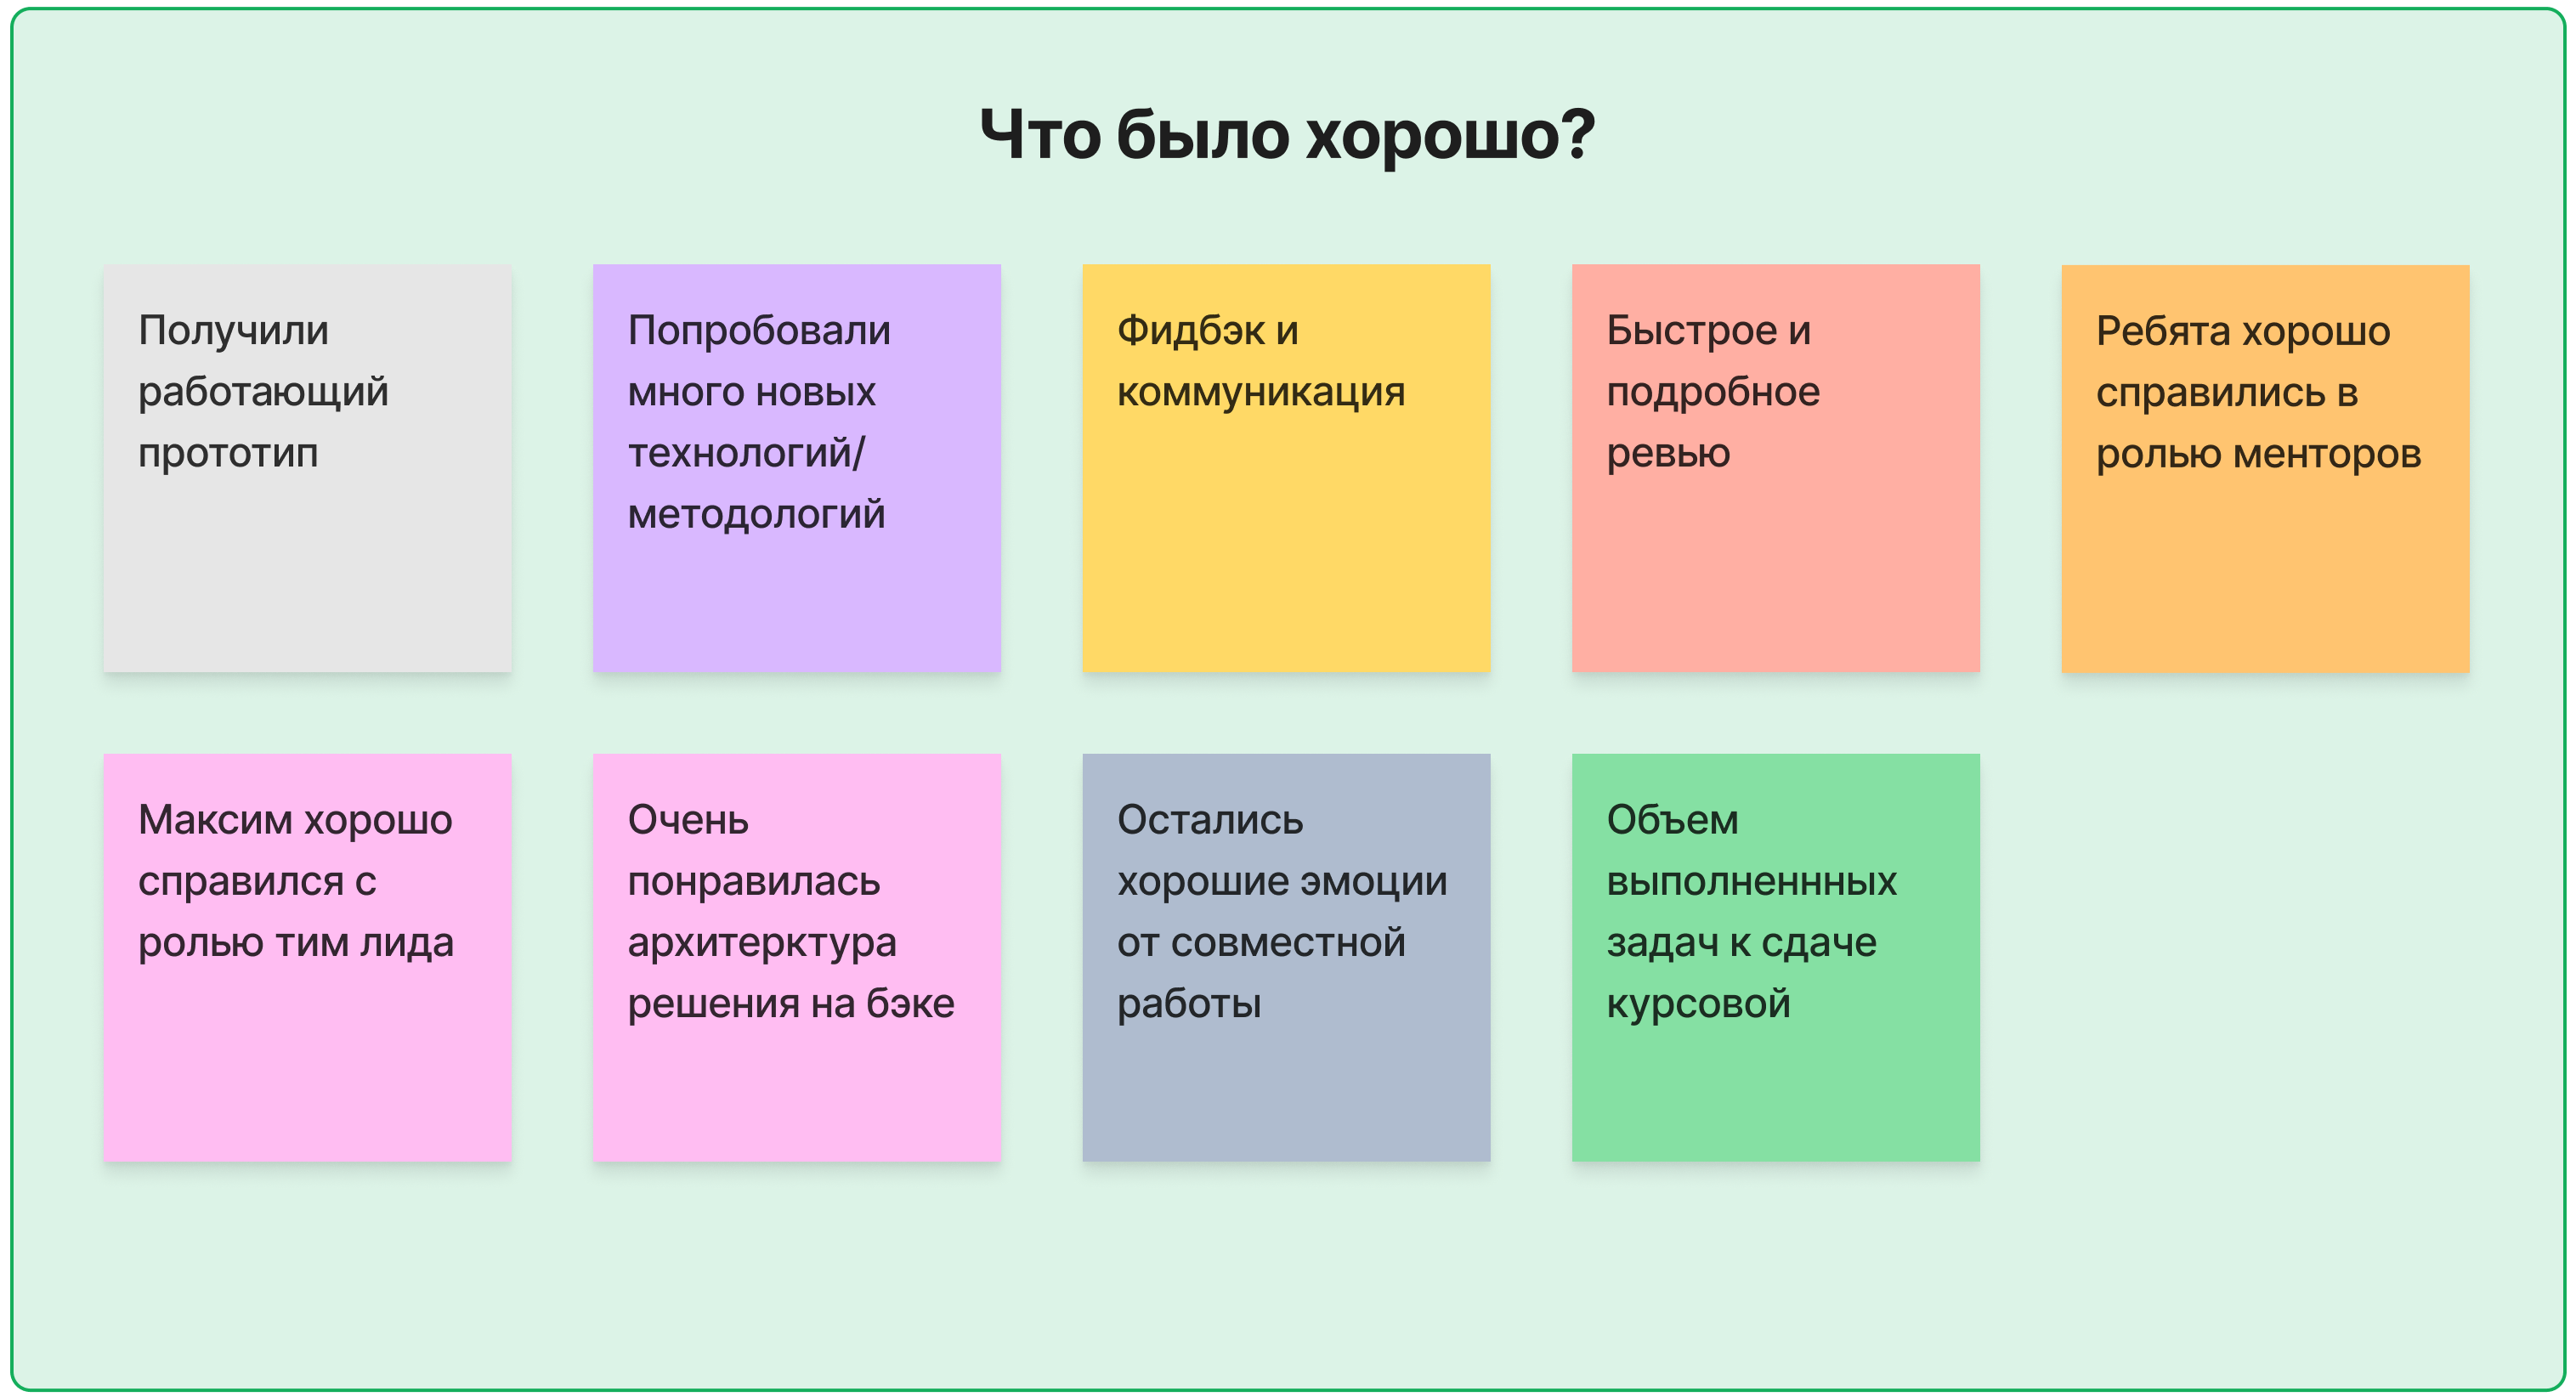 Что было хорошо?
Получили
работающий
прототип
Попробовали
много новых
технологий/
методологий
Фидбэк и
коммуникация
Быстрое и
подробное
ревью
Ребята хорошо
справились в
ролью менторов
Максим хорошо
справился с
ролью тим лида
Очень
понравилась
архитерктура
решения на бэке
Остались
хорошие эмоции
от совместной
работы
Объем
выполненнных
задач к сдаче
курсовой